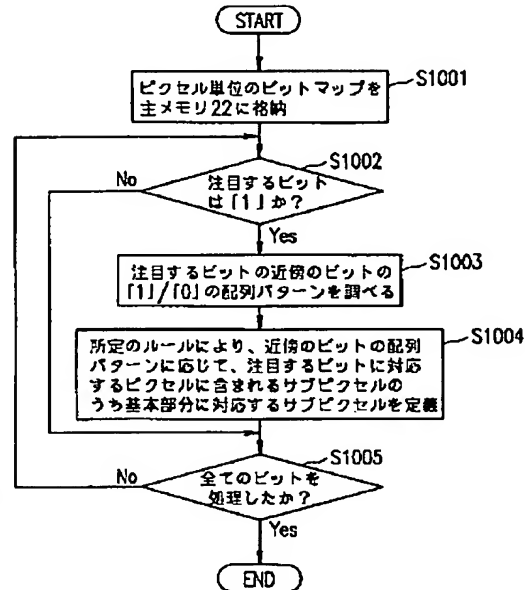 START
ピクセル単位のビットマップを
主メモリ22に格納
S1001
S1002
No
注目するビット
は「1」か?
Yes
注目するビットの近傍のビットの
「1」/「0」の配列パターンを調べる
S1003
S1004
所定のルールにより、近傍のビットの配列
パターンに応じて、注目するビットに対応
するピクセルに含まれるサブピクセルの
うち基本部分に対応するサブピクセルを定義
S1005
No
全てのビットを
処理したか?
Yes
END